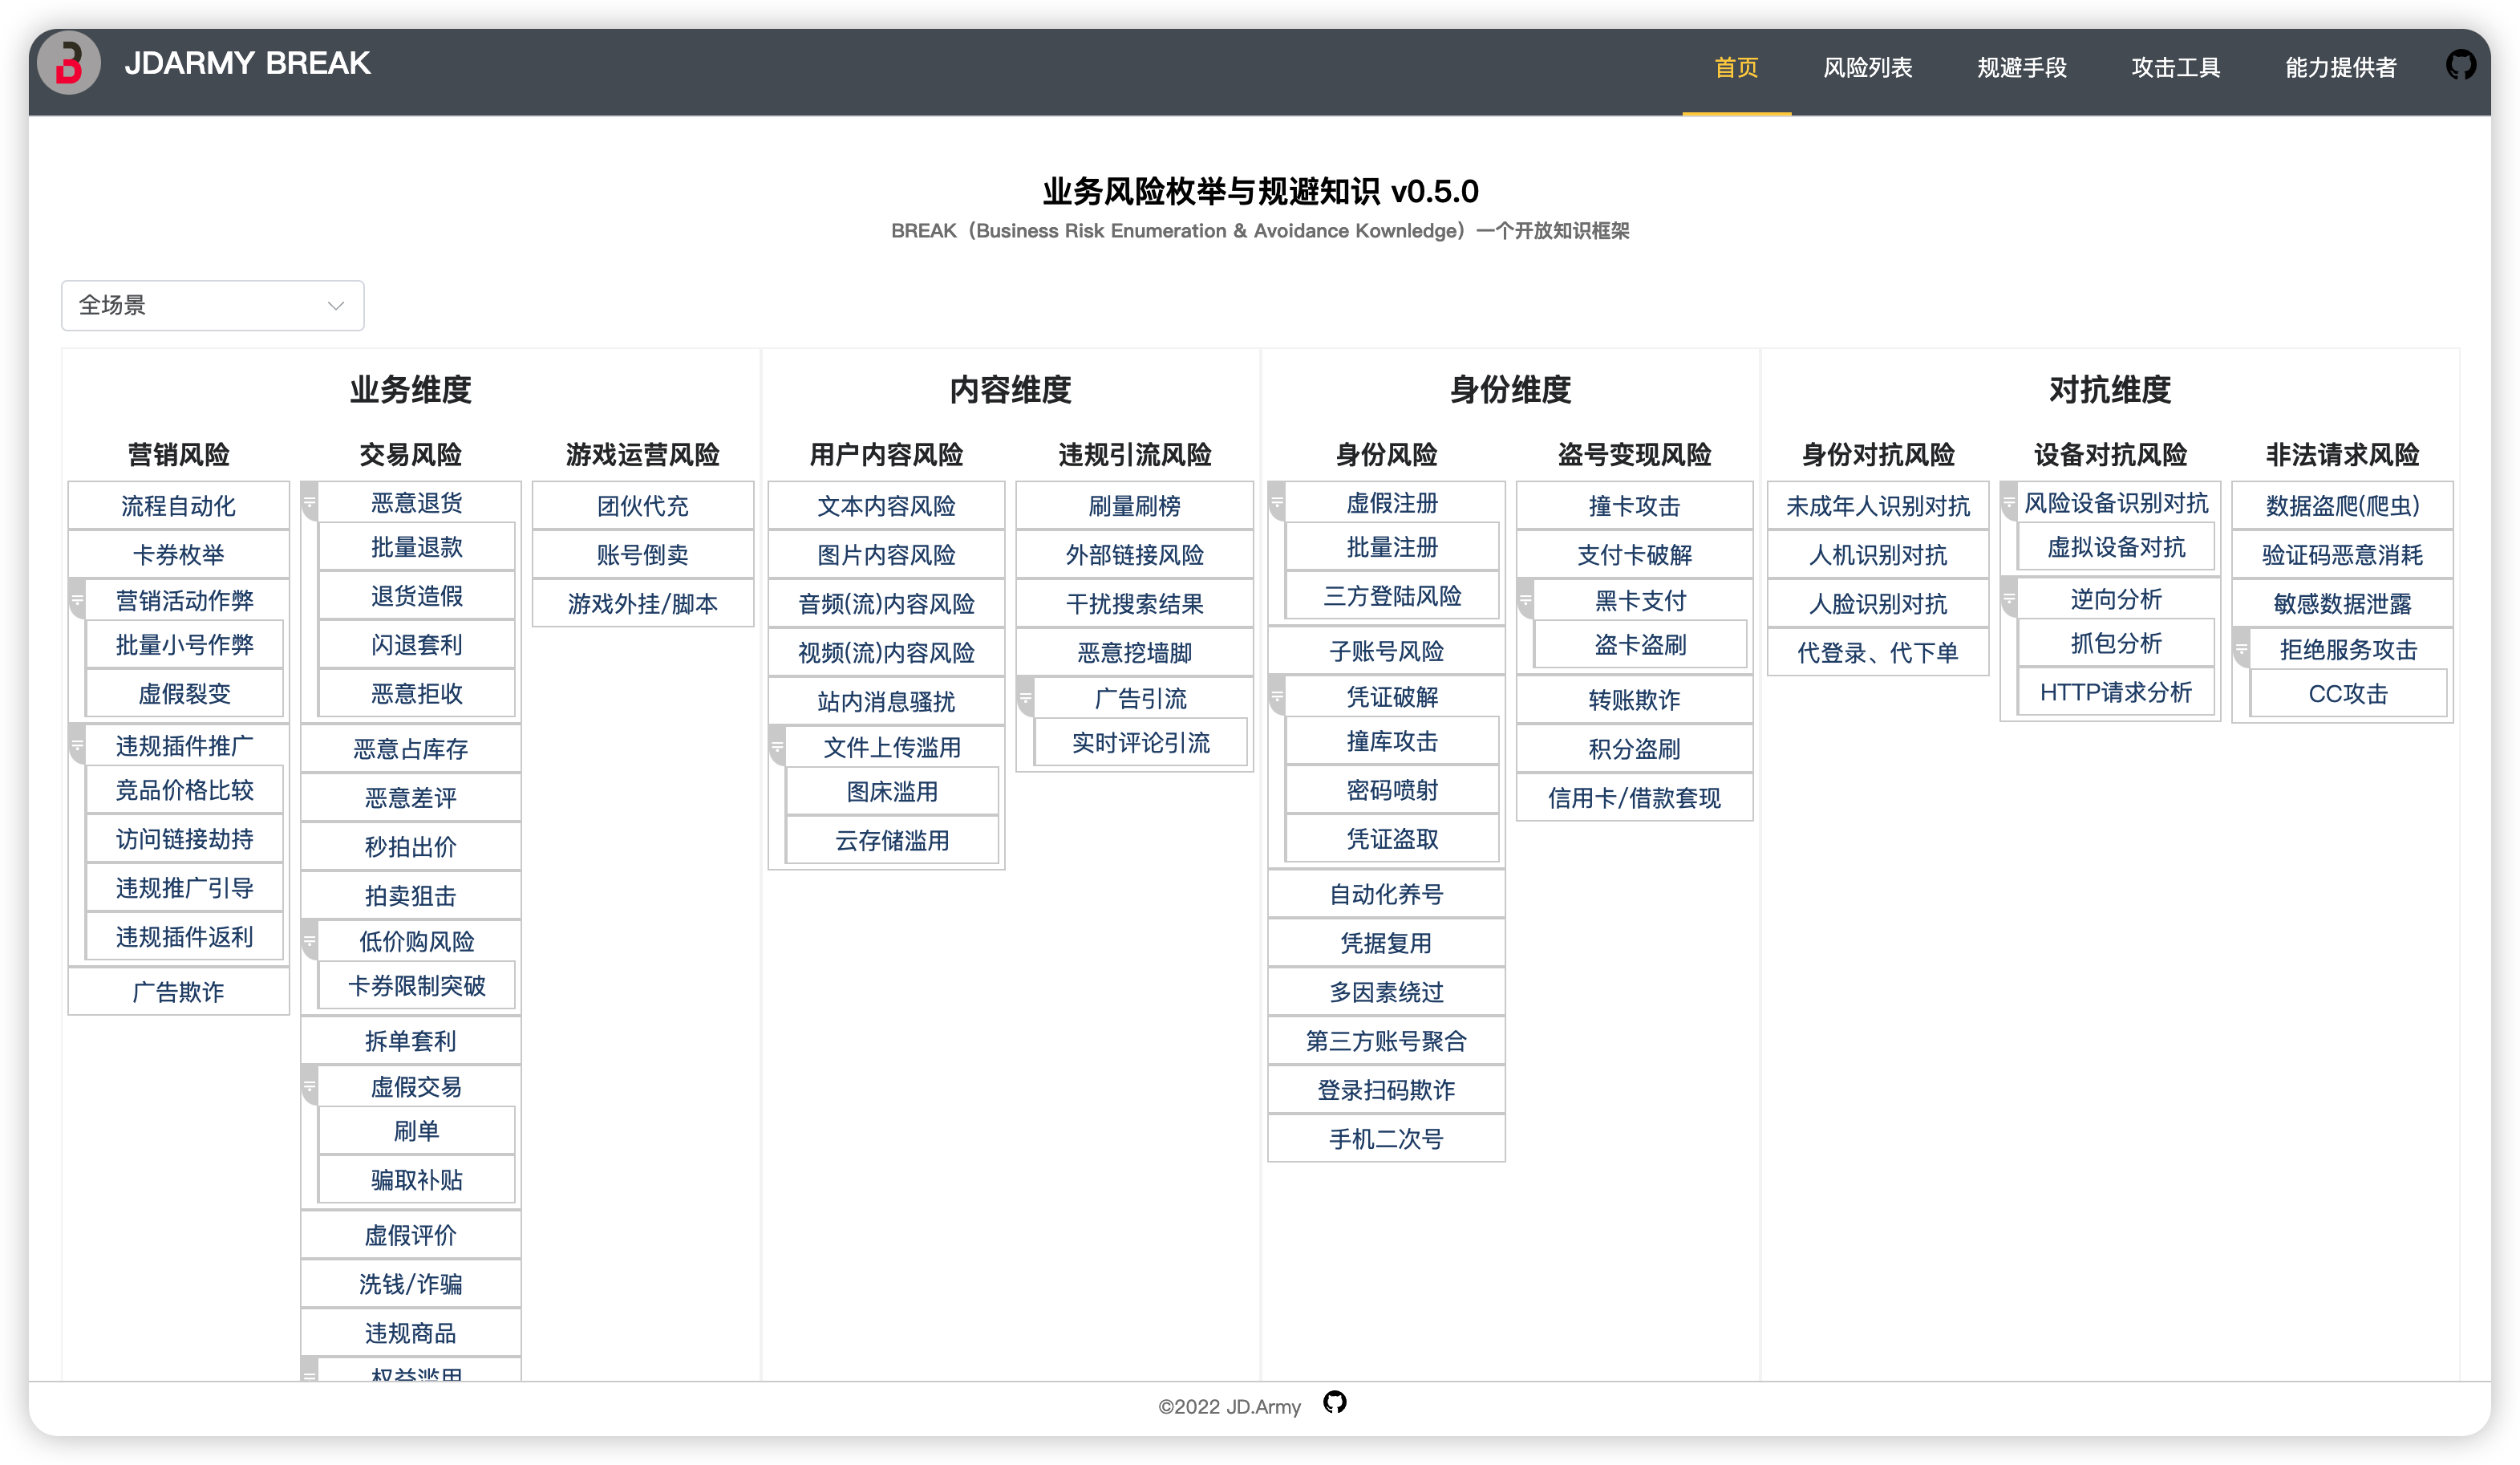 JDARMY BREAK
首页
风险列表
规避手段
攻击工具
能力提供者
业务风险枚举与规避知识 v0.5.0
BREAK（Business Risk Enumeration & Avoidance Kownledge）一个开放知识框架
全场景
业务维度
营销风险
流程自动化
卡券枚举
营销活动作弊
批量小号作弊
虚假裂变
违规插件推广
竞品价格比较
访问链接劫持
违规推广引导
违规插件返利
广告欺诈
交易风险
恶意退货
批量退款
退货造假
闪退套利
恶意拒收
恶意占库存
恶意差评
秒拍出价
拍卖狙击
低价购风险
卡券限制突破
拆单套利
虚假交易
刷单
骗取补贴
虚假评价
洗钱/诈骗
违规商品
权益滥用
游戏运营风险
团伙代充
账号倒卖
游戏外挂/脚本
内容维度
用户内容风险
文本内容风险
图片内容风险
音频(流)内容风险
视频(流)内容风险
站内消息骚扰
文件上传滥用
图床滥用
云存储滥用
违规引流风险
刷量刷榜
外部链接风险
干扰搜索结果
恶意挖墙脚
广告引流
实时评论引流
身份维度
身份风险
虚假注册
批量注册
三方登陆风险
子账号风险
凭证破解
撞库攻击
密码喷射
凭证盗取
自动化养号
凭据复用
多因素绕过
第三方账号聚合
登录扫码欺诈
手机二次号
盗号变现风险
撞卡攻击
支付卡破解
黑卡支付
盗卡盗刷
转账欺诈
积分盗刷
信用卡/借款套现
对抗维度
身份对抗风险
未成年人识别对抗
人机识别对抗
人脸识别对抗
代登录、代下单
设备对抗风险
风险设备识别对抗
虚拟设备对抗
逆向分析
抓包分析
HTTP请求分析
非法请求风险
数据盗爬(爬虫)
验证码恶意消耗
敏感数据泄露
拒绝服务攻击
CC攻击
©2022 JD.Army